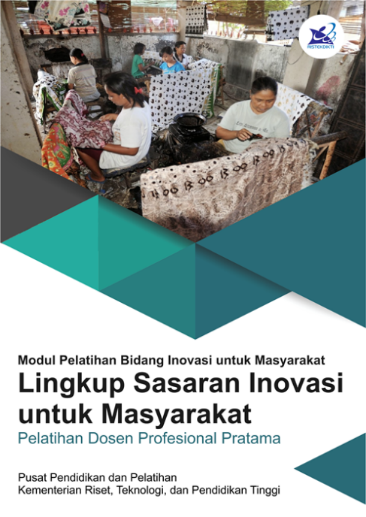 RISTEKDIKTI
Modul Pelatihan Bidang Inovasi untuk Masyarakat
Lingkup Sasaran Inovasi
untuk Masyarakat
Pelatihan Dosen Profesional Pratama
Pusat Pendidikan dan Pelatihan
Kementerian Riset, Teknologi, dan Pendidikan Tinggi